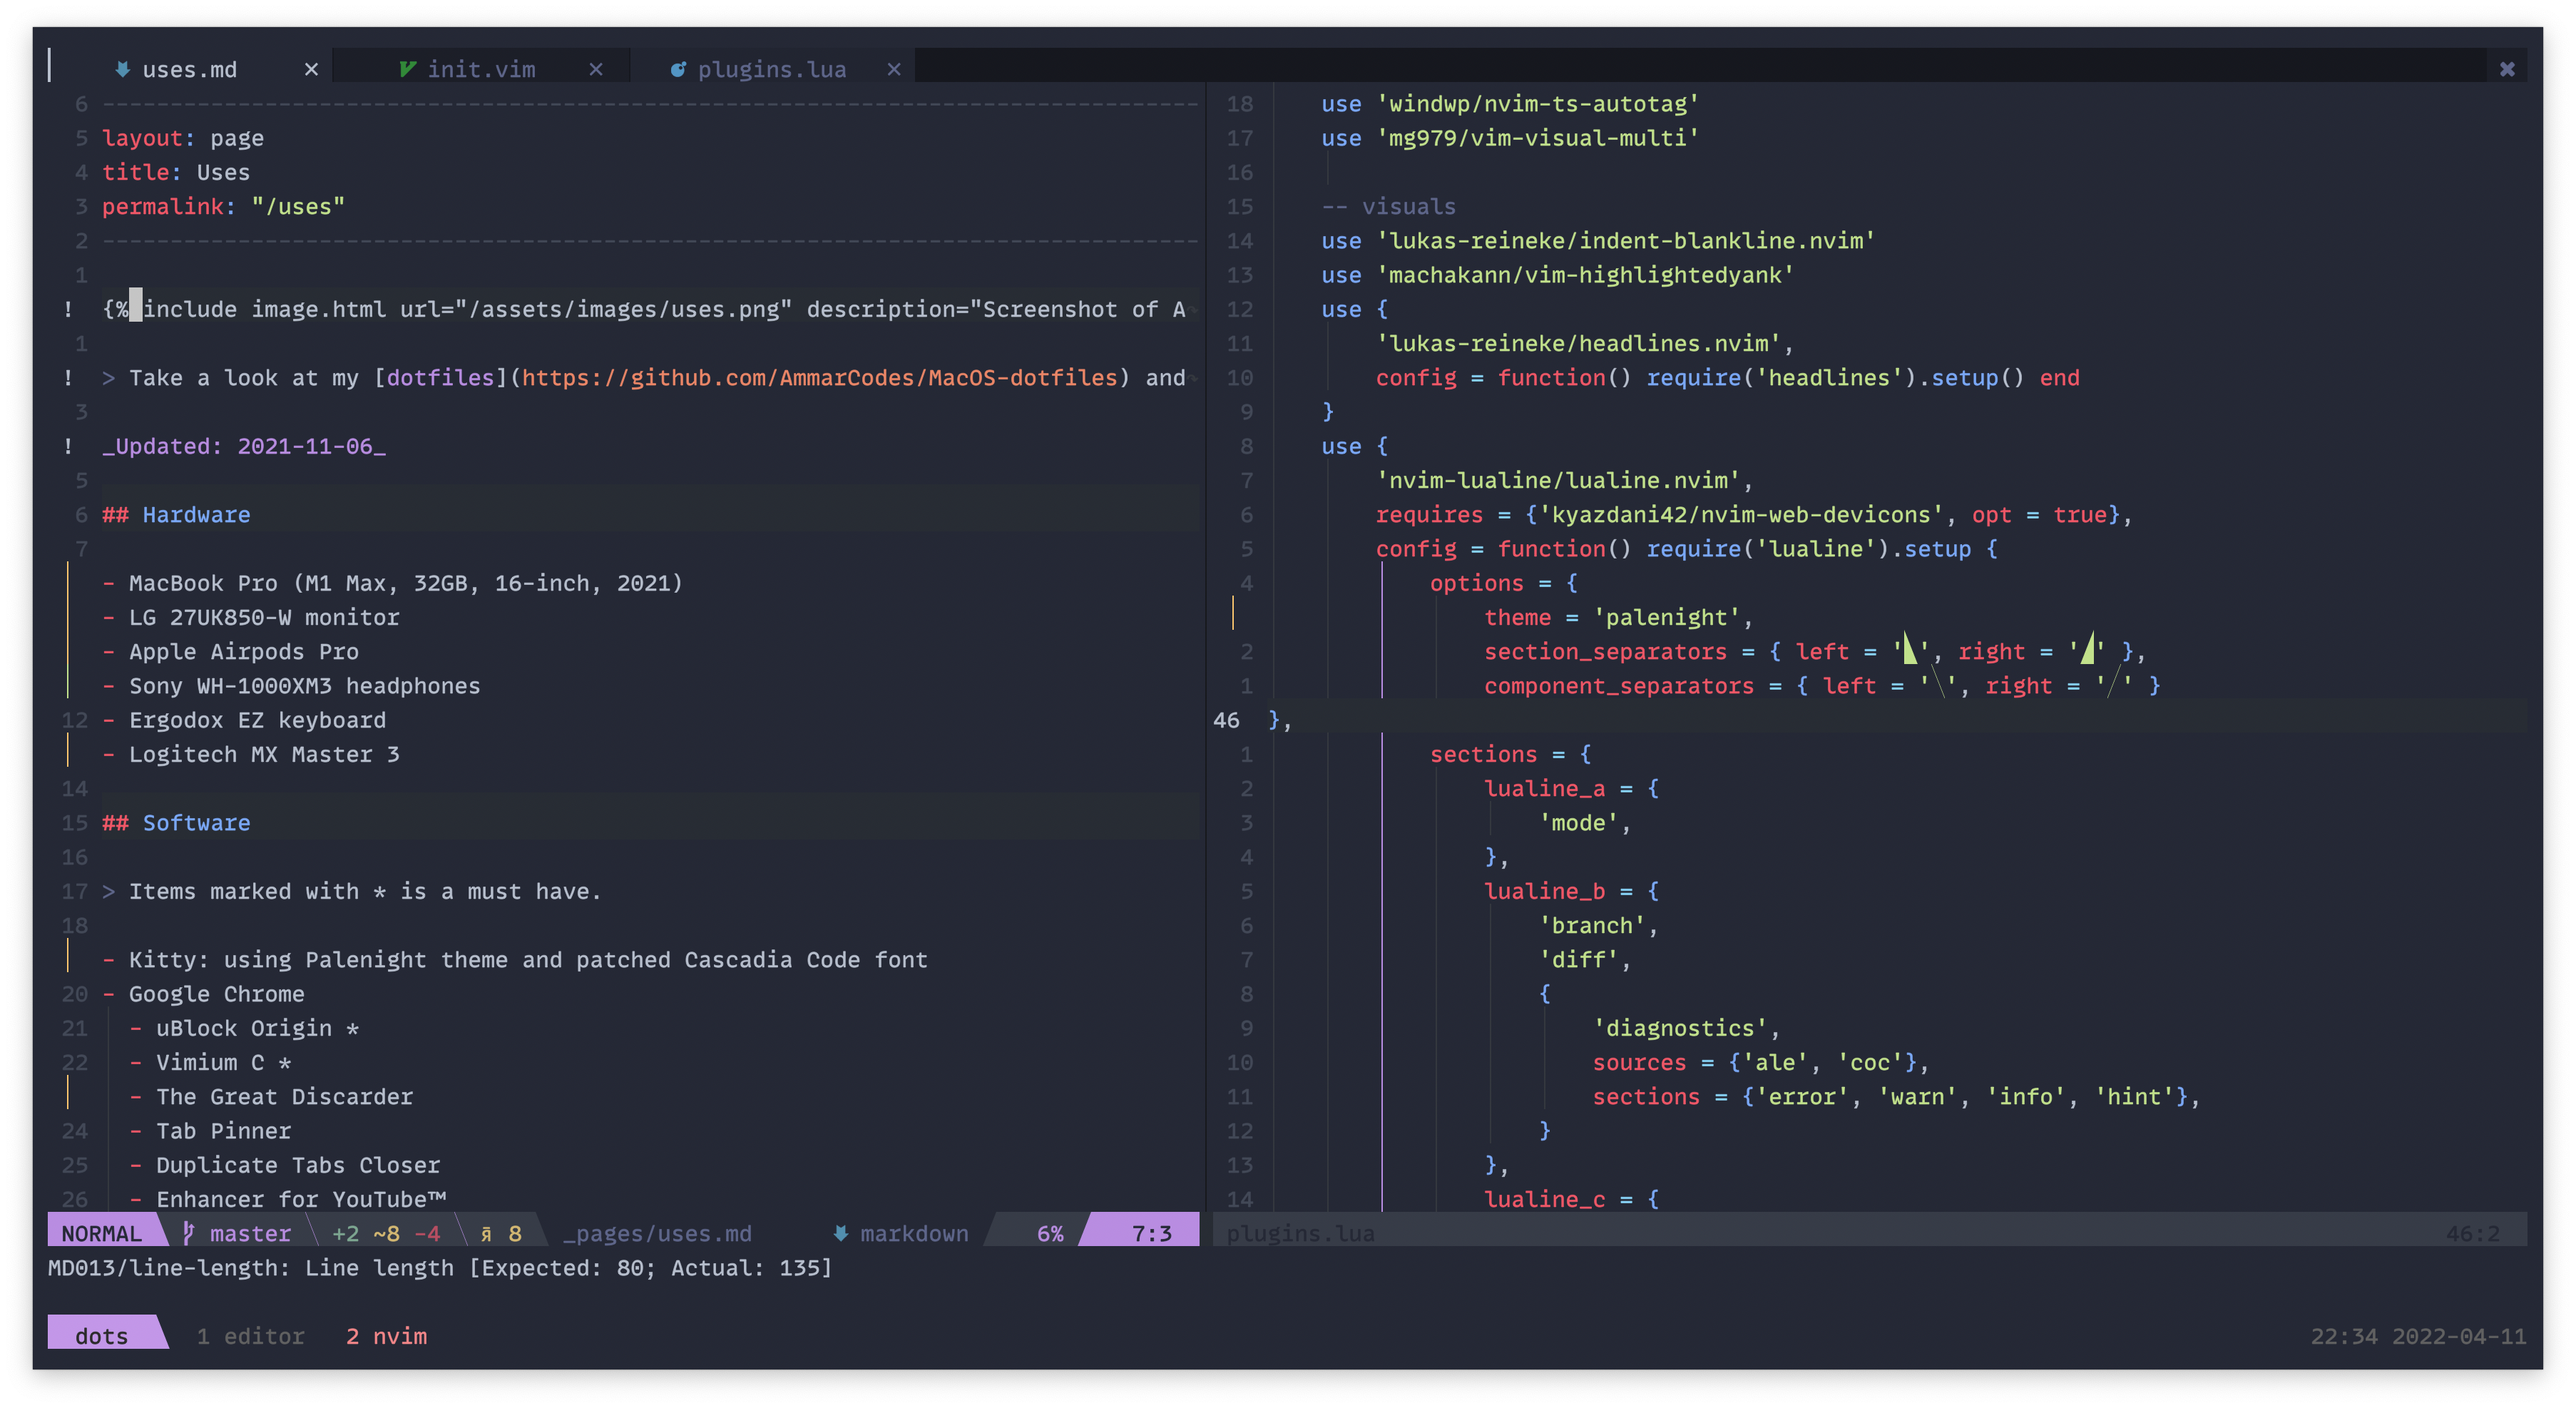 uses.md × init.vim × plugins.lua × ✖
6 --------------------------------------------------------------------------------
5 layout: page
4 title: Uses
3 permalink: "/uses"
2 --------------------------------------------------------------------------------
1
! {% include image.html url="/assets/images/uses.png" description="Screenshot of A
1
! > Take a look at my [dotfiles](https://github.com/AmmarCodes/MacOS-dotfiles) and
3
! _Updated: 2021-11-06_
5
6 ## Hardware
7
- MacBook Pro (M1 Max, 32GB, 16-inch, 2021)
- LG 27UK850-W monitor
- Apple Airpods Pro
- Sony WH-1000XM3 headphones
12 - Ergodox EZ keyboard
- Logitech MX Master 3
14
15 ## Software
16
17 > Items marked with * is a must have.
18
- Kitty: using Palenight theme and patched Cascadia Code font
20 - Google Chrome
21 - uBlock Origin *
22 - Vimium C *
- The Great Discarder
24 - Tab Pinner
25 - Duplicate Tabs Closer
26 - Enhancer for YouTube™
NORMAL master +2 ~8 -4 8 _pages/uses.md markdown 6% 7:3
18 use 'windwp/nvim-ts-autotag'
17 use 'mg979/vim-visual-multi'
16
15 -- visuals
14 use 'lukas-reineke/indent-blankline.nvim'
13 use 'machakann/vim-highlightedyank'
12 use {
11 'lukas-reineke/headlines.nvim',
10 config = function() require('headlines').setup() end
9 }
8 use {
7 'nvim-lualine/lualine.nvim',
6 requires = {'kyazdani42/nvim-web-devicons', opt = true},
5 config = function() require('lualine').setup {
4 options = {
theme = 'palenight',
2 section_separators = { left = '', right = '' },
1 component_separators = { left = '', right = '' }
46 },
1 sections = {
2 lualine_a = {
3 'mode',
4 },
5 lualine_b = {
6 'branch',
7 'diff',
8 {
9 'diagnostics',
10 sources = {'ale', 'coc'},
11 sections = {'error', 'warn', 'info', 'hint'},
12 }
13 },
14 lualine_c = {
plugins.lua 46:2
MD013/line-length: Line length [Expected: 80; Actual: 135]
dots 1 editor 2 nvim 22:34 2022-04-11